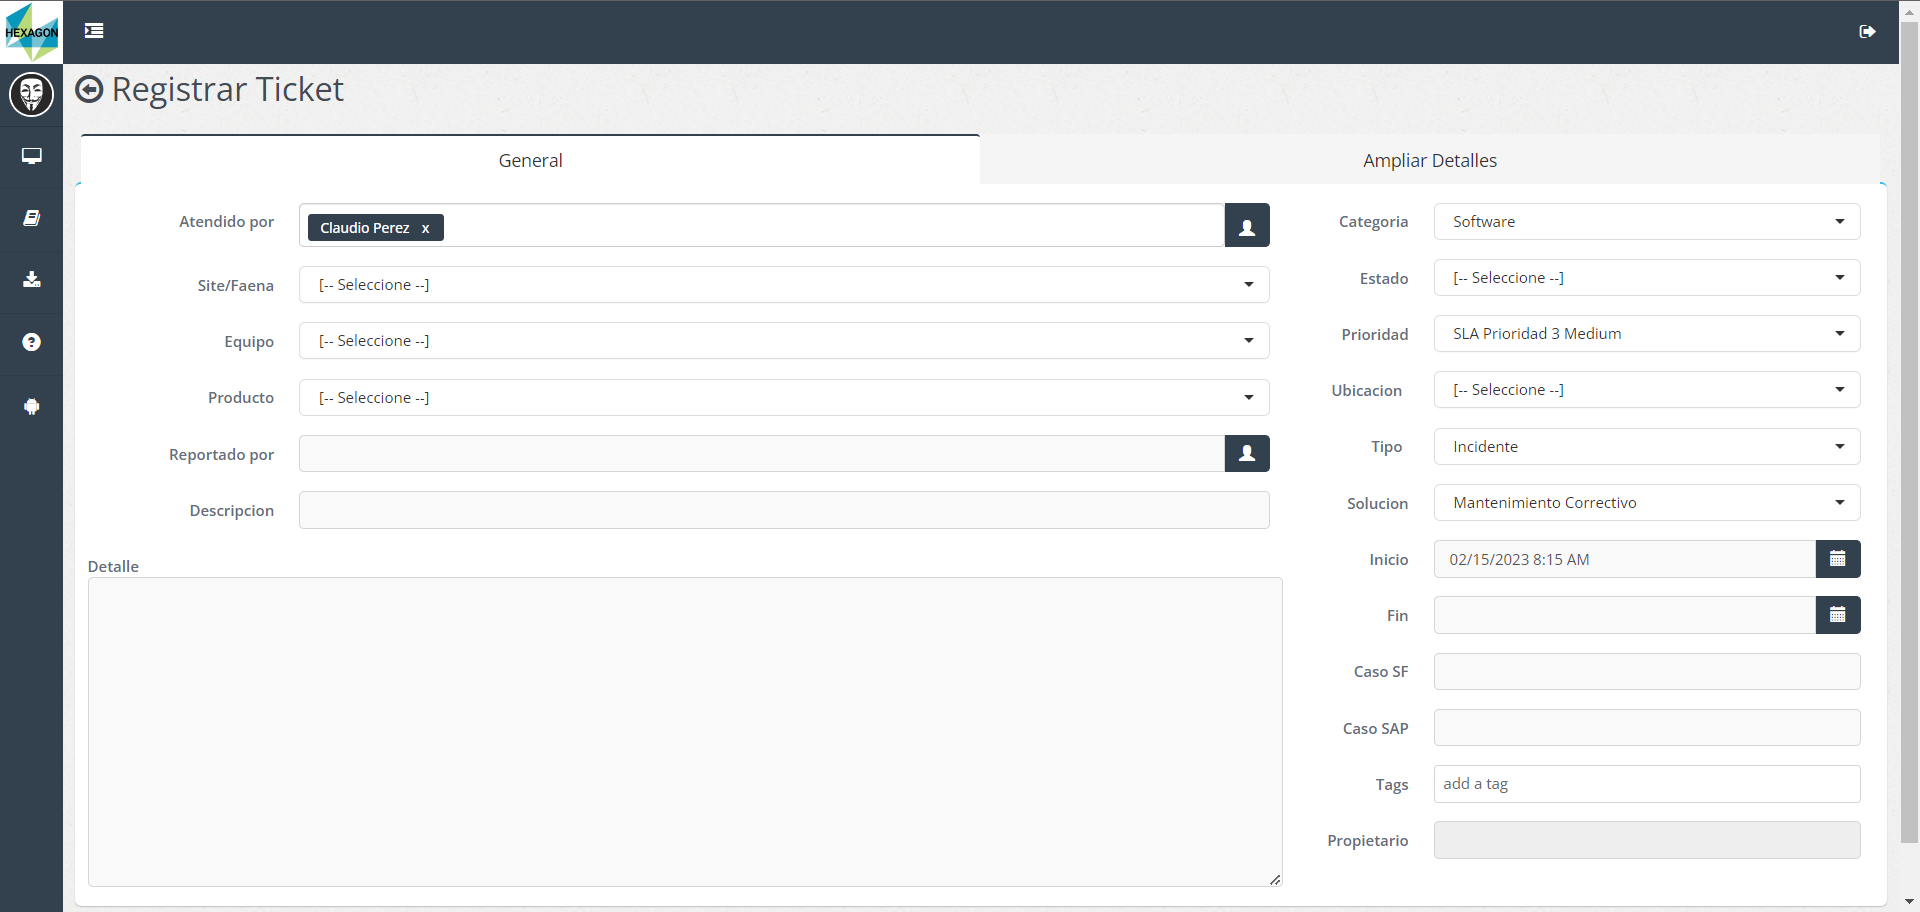 HEXAGON
Registrar Ticket
General
Ampliar Detalles
Atendido por
Claudio Perez x
Site/Faena
[-- Seleccione --]
Equipo
[-- Seleccione --]
Producto
[-- Seleccione --]
Reportado por
Descripcion
Detalle
Categoria
Software
Estado
[-- Seleccione --]
Prioridad
SLA Prioridad 3 Medium
Ubicacion
[-- Seleccione --]
Tipo
Incidente
Solucion
Mantenimiento Correctivo
Inicio
02/15/2023 8:15 AM
Fin
Caso SF
Caso SAP
Tags
add a tag
Propietario